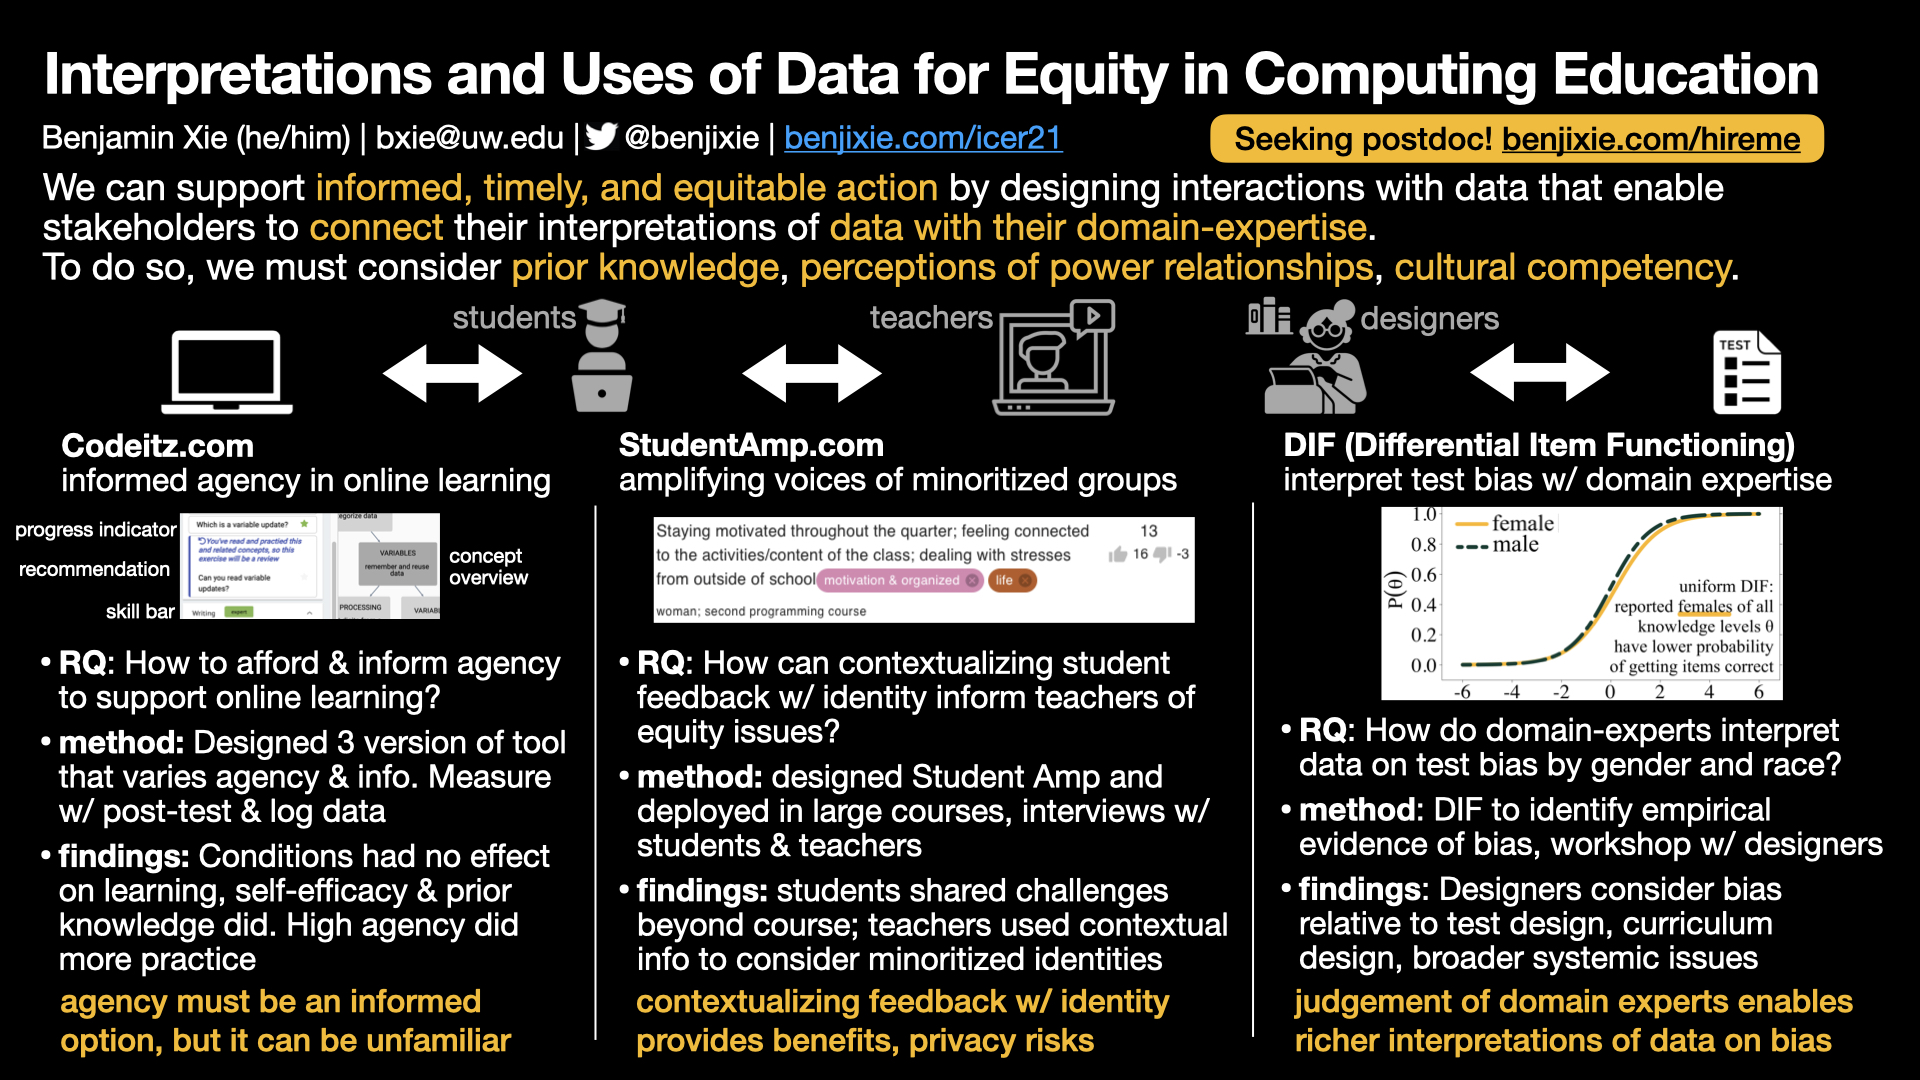 Interpretations and Uses of Data for Equity in Computing Education
Benjamin Xie (he/him) | bxie@uw.edu | @benjixie | benjixie.com/icer21
Seeking postdoc! benjixie.com/hireme
We can support informed, timely, and equitable action by designing interactions with data that enable
stakeholders to connect their interpretations of data with their domain-expertise.
To do so, we must consider prior knowledge, perceptions of power relationships, cultural competency.
students
teachers
designers
TEST
Codeitz.com
informed agency in online learning
progress indicator
recommendation
skill bar
Which is a variable update?
You've read and practied this
and related concepts, so this
exercise will be a review
Can you read variable
updates?
Writing
expert
egorize data
VARIABLES
remember and reuse
data
PROCESSING
VARIABL
concept
overview
• RQ: How to afford & inform agency
to support online learning?
• method: Designed 3 version of tool
that varies agency & info. Measure
w/ post-test & log data
• findings: Conditions had no effect
on learning, self-efficacy & prior
knowledge did. High agency did
more practice
agency must be an informed
option, but it can be unfamiliar
StudentAmp.com
amplifying voices of minoritized groups
Staying motivated throughout the quarter; feeling connected
to the activities/content of the class; dealing with stresses
from outside of school motivation & organized life
13
16 -3
woman; second programming course
• RQ: How can contextualizing student
feedback w/ identity inform teachers of
equity issues?
• method: designed Student Amp and
deployed in large courses, interviews w/
students & teachers
• findings: students shared challenges
beyond course; teachers used contextual
info to consider minoritized identities
contextualizing feedback w/ identity
provides benefits, privacy risks
DIF (Differential Item Functioning)
interpret test bias w/ domain expertise
P(θ)
1.0
0.8
0.6
0.4
0.2
0.0
female
male
uniform DIF:
reported females of all
knowledge levels θ
have lower probability
of getting items correct
-6 -4 -2 0 2 4 6
• RQ: How do domain-experts interpret
data on test bias by gender and race?
• method: DIF to identify empirical
evidence of bias, workshop w/ designers
• findings: Designers consider bias
relative to test design, curriculum
design, broader systemic issues
judgement of domain experts enables
richer interpretations of data on bias